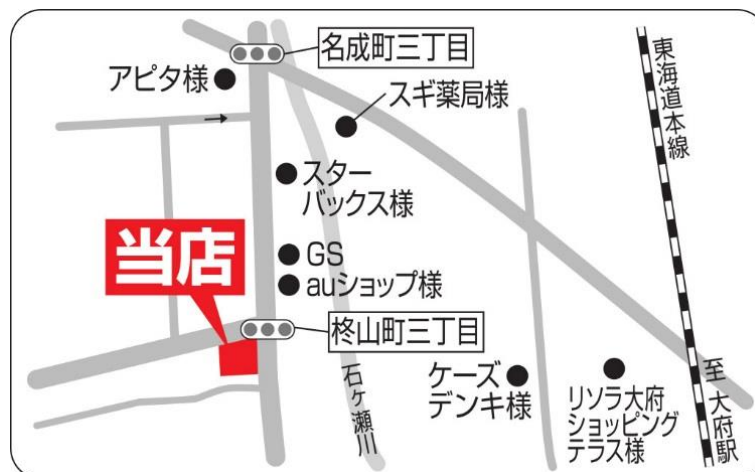 名成町三丁目
アピタ様
スギ薬局様
→
東海道本線
スター
バックス様
当店
GS
auショップ様
柊山町三丁目
石ヶ瀬川
ケーズ
デンキ様
リソラ大府
ショッピング
テラス様
至大府駅